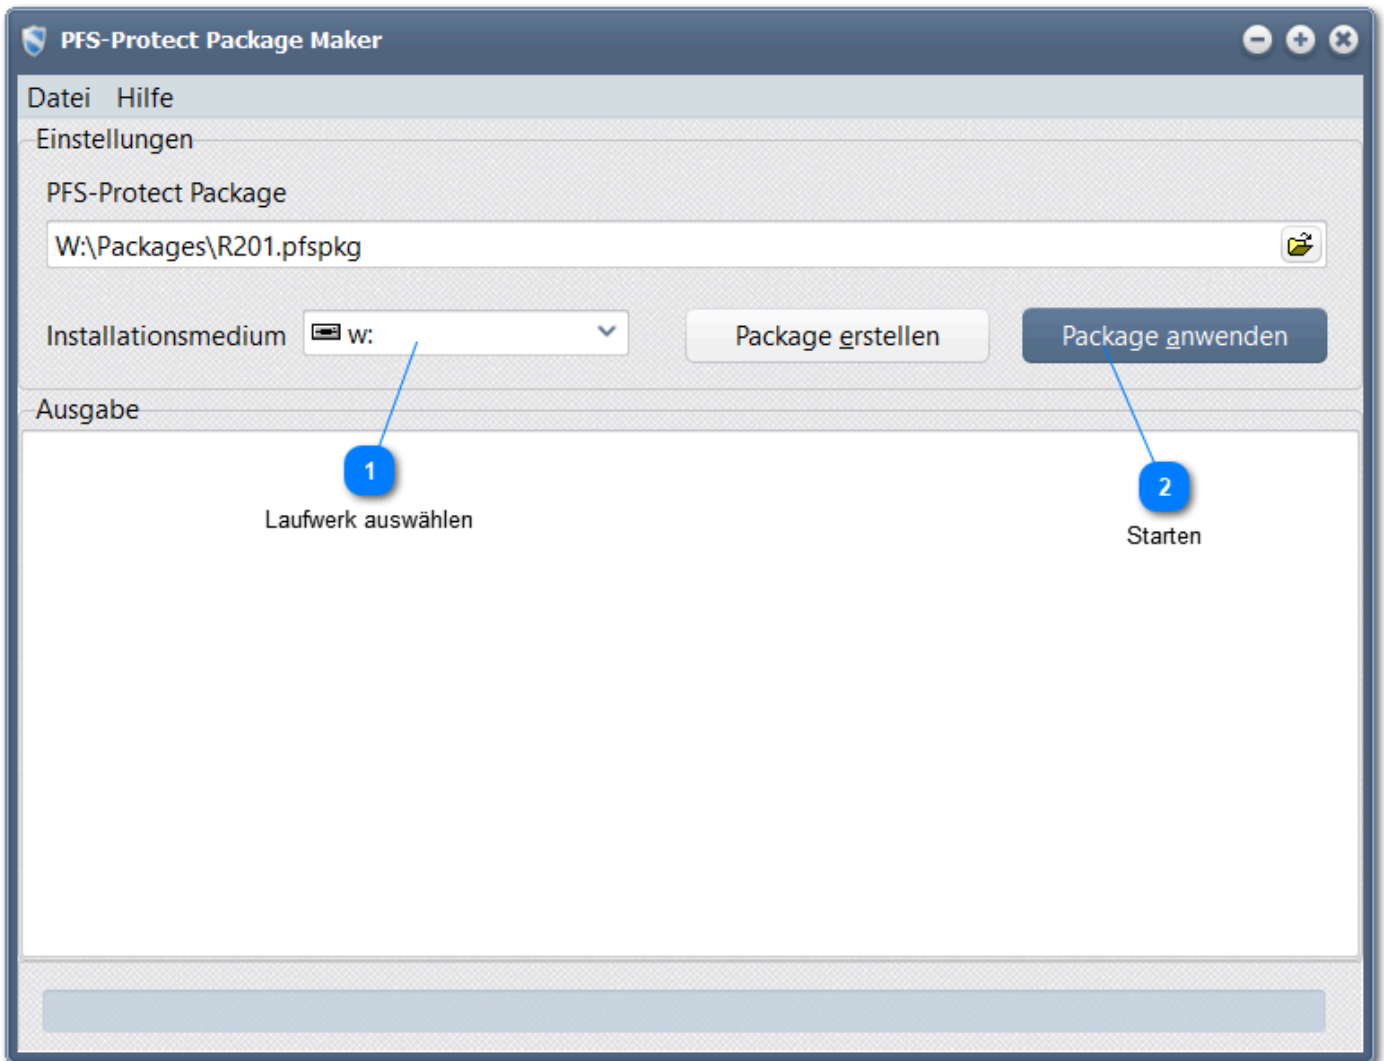 PFS-Protect Package Maker
Datei Hilfe
Einstellungen
PFS-Protect Package
W:\Packages\R201.pfspkg
Installationsmedium w: Package erstellen Package anwenden
Ausgabe
1
2
Laufwerk auswählen
Starten